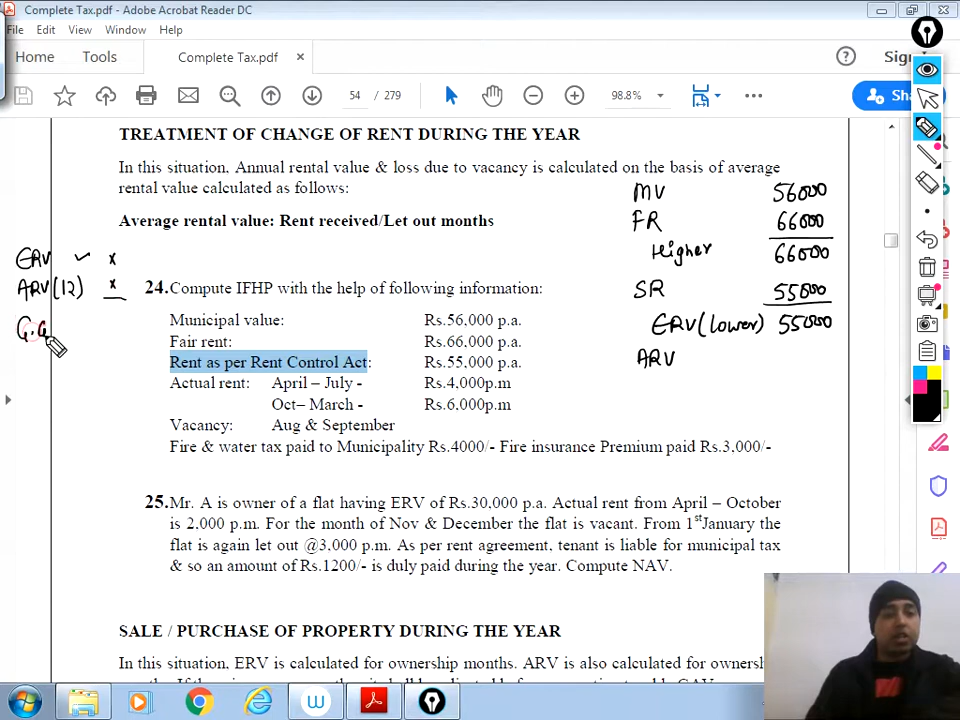 Complete Tax.pdf - Adobe Acrobat Reader DC
File Edit View Window Help
Home Tools Complete Tax.pdf × ? Sign
54 / 279 98.8% Sha
TREATMENT OF CHANGE OF RENT DURING THE YEAR
In this situation, Annual rental value & loss due to vacancy is calculated on the basis of average
rental value calculated as follows:
Average rental value: Rent received/Let out months
MV 56000
FR 66000
Higher 66000
SR 55000
ERV (lower) 55000
ARV
ERV ✓ x
ARV (12) x
G.G
24. Compute IFHP with the help of following information:
Municipal value: Rs.56,000 p.a.
Fair rent: Rs.66,000 p.a.
Rent as per Rent Control Act: Rs.55,000 p.a.
Actual rent: April – July - Rs.4,000p.m
Oct– March - Rs.6,000p.m
Vacancy: Aug & September
Fire & water tax paid to Municipality Rs.4000/- Fire insurance Premium paid Rs.3,000/-
25. Mr. A is owner of a flat having ERV of Rs.30,000 p.a. Actual rent from April – October
is 2,000 p.m. For the month of Nov & December the flat is vacant. From 1st January the
flat is again let out @3,000 p.m. As per rent agreement, tenant is liable for municipal tax
& so an amount of Rs.1200/- is duly paid during the year. Compute NAV.
SALE / PURCHASE OF PROPERTY DURING THE YEAR
In this situation, ERV is calculated for ownership months. ARV is also calculated for ownersh